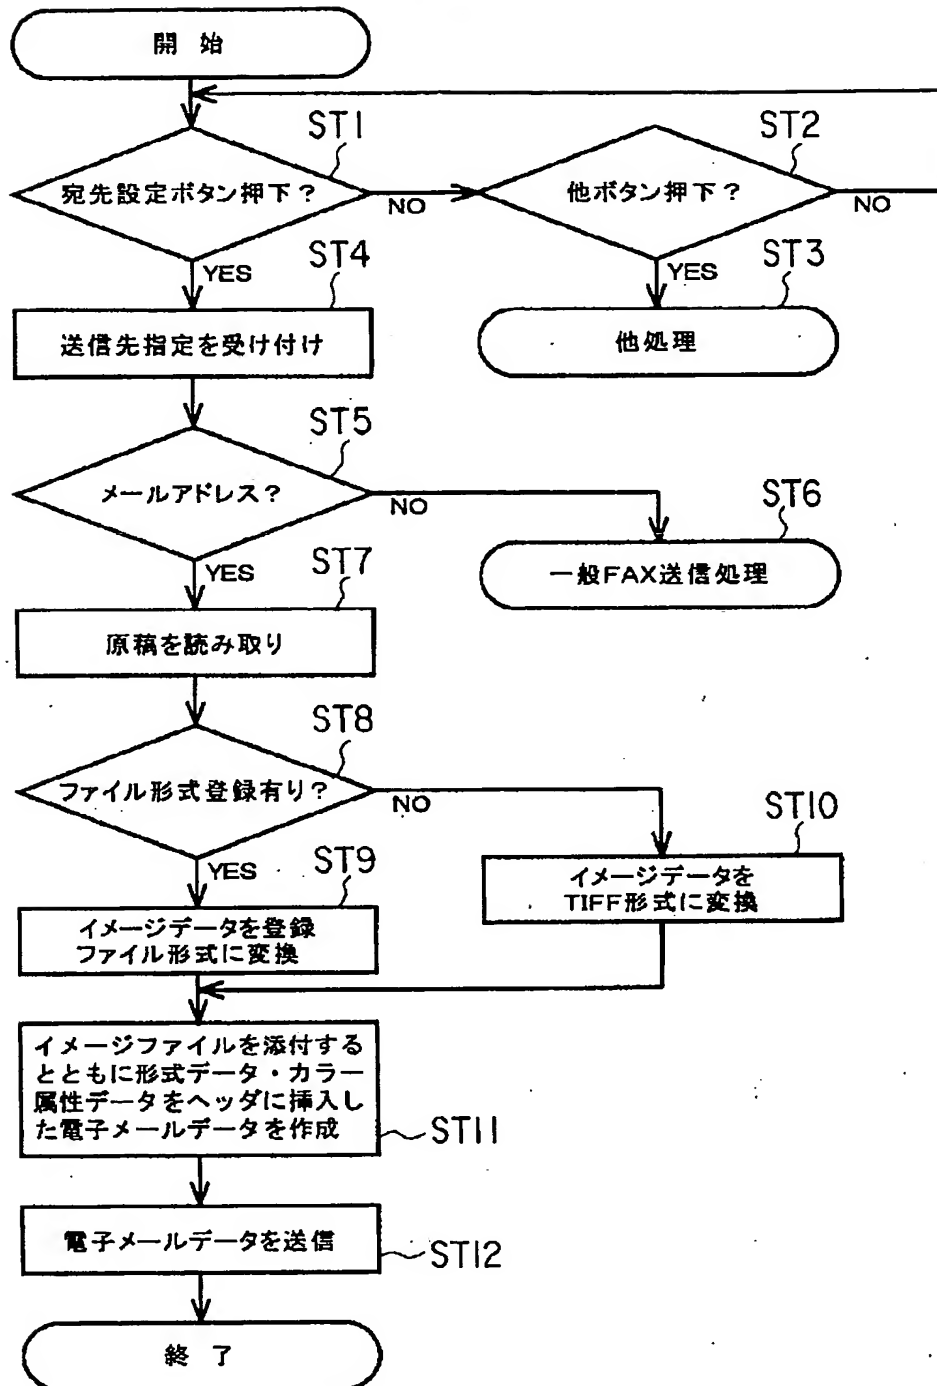 開 始
ST1
宛先設定ボタン押下?
NO
YES
ST2
他ボタン押下?
NO
YES
ST3
他処理
ST4
送信先指定を受け付け
ST5
メールアドレス?
NO
YES
ST6
一般FAX送信処理
ST7
原稿を読み取り
ST8
ファイル形式登録有り?
NO
YES
ST9
イメージデータを登録
ファイル形式に変換
ST10
イメージデータを
TIFF形式に変換
イメージファイルを添付する
とともに形式データ・カラー
属性データをヘッダに挿入し
た電子メールデータを作成
ST11
電子メールデータを送信
ST12
終 了